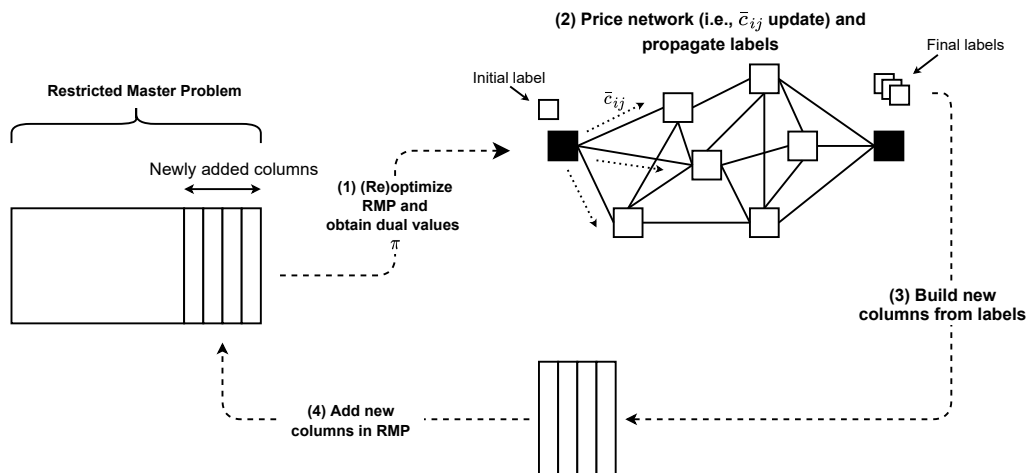 (2) Price network (i.e., c̄ij update) and
propagate labels
Initial label
Final labels
c̄ij
Restricted Master Problem
Newly added columns
(1) (Re)optimize
RMP and
obtain dual values
π
(3) Build new
columns from labels
(4) Add new
columns in RMP